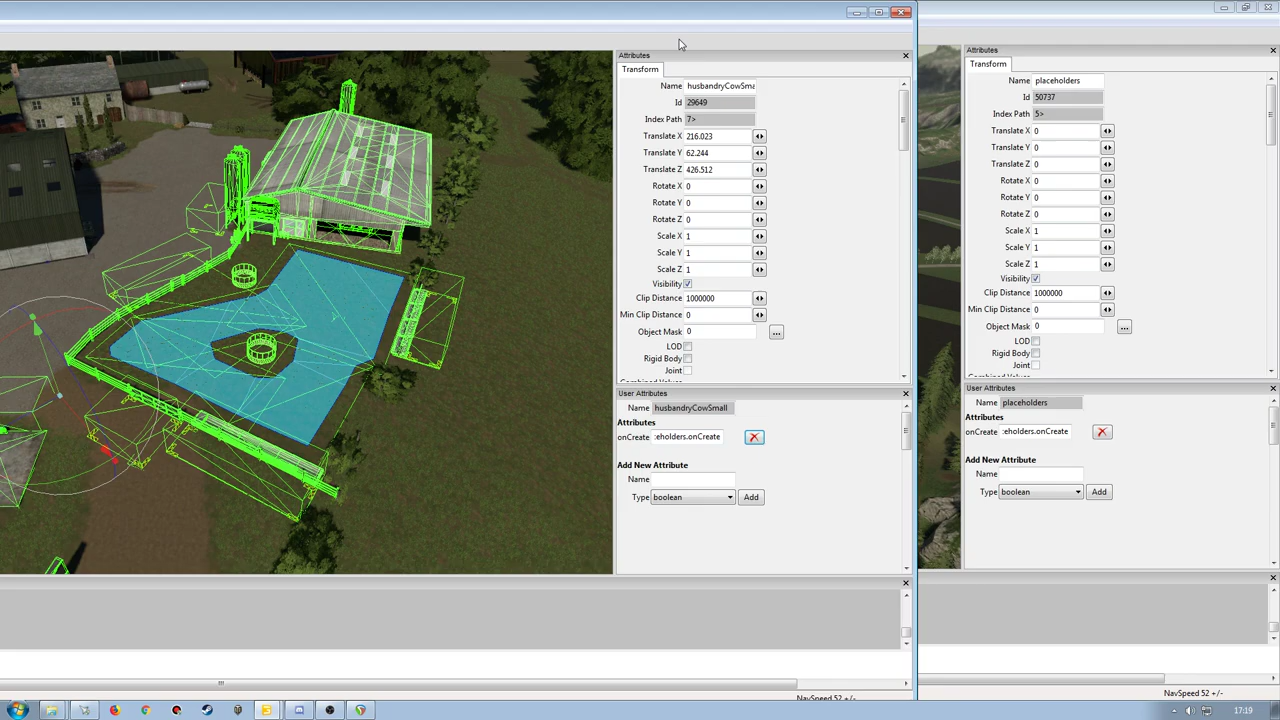 Attributes
Transform
Name husbandryCowSma
Id 29649
Index Path 7>
Translate X 216.023
Translate Y 62.244
Translate Z 426.512
Rotate X 0
Rotate Y 0
Rotate Z 0
Scale X 1
Scale Y 1
Scale Z 1
Visibility
Clip Distance 1000000
Min Clip Distance 0
Object Mask 0 ...
LOD
Rigid Body
Joint
Combined Values
User Attributes
Name husbandryCowSmall
Attributes
onCreate :eholders.onCreate
Add New Attribute
Name
Type boolean Add
NavSpeed 52 +/-
Attributes
Transform
Name placeholders
Id 50737
Index Path 5>
Translate X 0
Translate Y 0
Translate Z 0
Rotate X 0
Rotate Y 0
Rotate Z 0
Scale X 1
Scale Y 1
Scale Z 1
Visibility
Clip Distance 1000000
Min Clip Distance 0
Object Mask 0 ...
LOD
Rigid Body
Joint
User Attributes
Name placeholders
Attributes
onCreate :eholders.onCreate
Add New Attribute
Name
Type boolean Add
NavSpeed 52 +/-
17:19